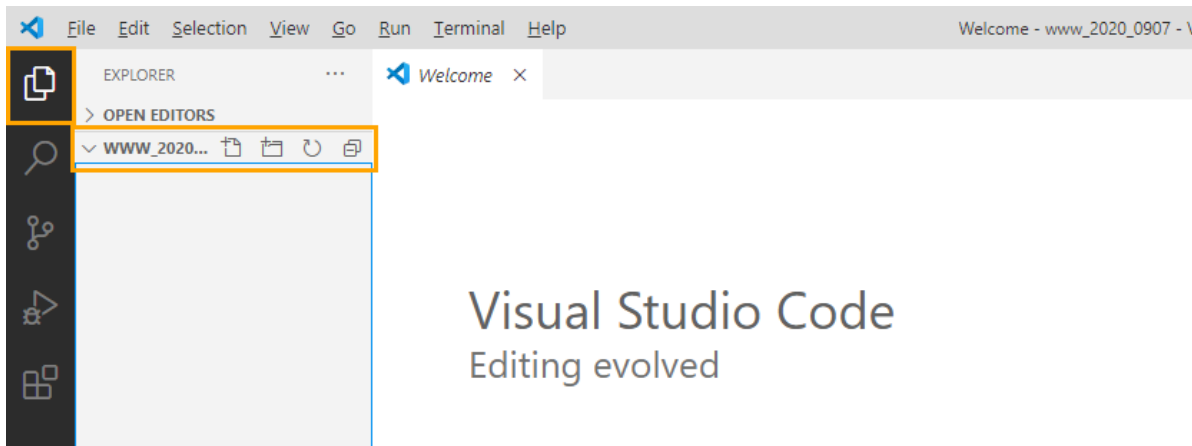 File Edit Selection View Go Run Terminal Help Welcome - www_2020_0907 -
EXPLORER ··· Welcome ×
> OPEN EDITORS
WWW_2020...
Visual Studio Code
Editing evolved